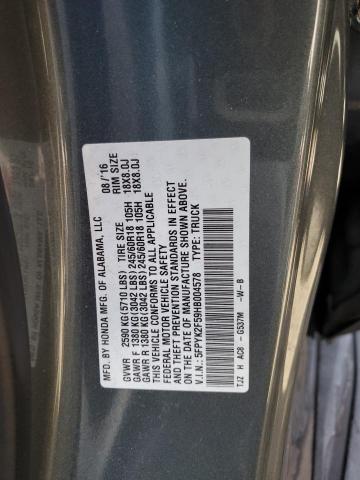 MFD. BY HONDA MFG. OF ALABAMA, LLC 08/'16
GVWR 2590 KG(5710 LBS) TIRE SIZE RIM SIZE
GAWR F 1380 KG(3042 LBS) 245/60R18 105H 18X8.0J
GAWR R 1380 KG(3042 LBS) 245/60R18 105H 18X8.0J
THIS VEHICLE CONFORMS TO ALL APPLICABLE
FEDERAL MOTOR VEHICLE SAFETY
AND THEFT PREVENTION STANDARDS IN EFFECT
ON THE DATE OF MANUFACTURE SHOWN ABOVE.
VIN: 5FPYK2F59HB004578 TYPE: TRUCK
TJZ H AC8 - G537M -W- B